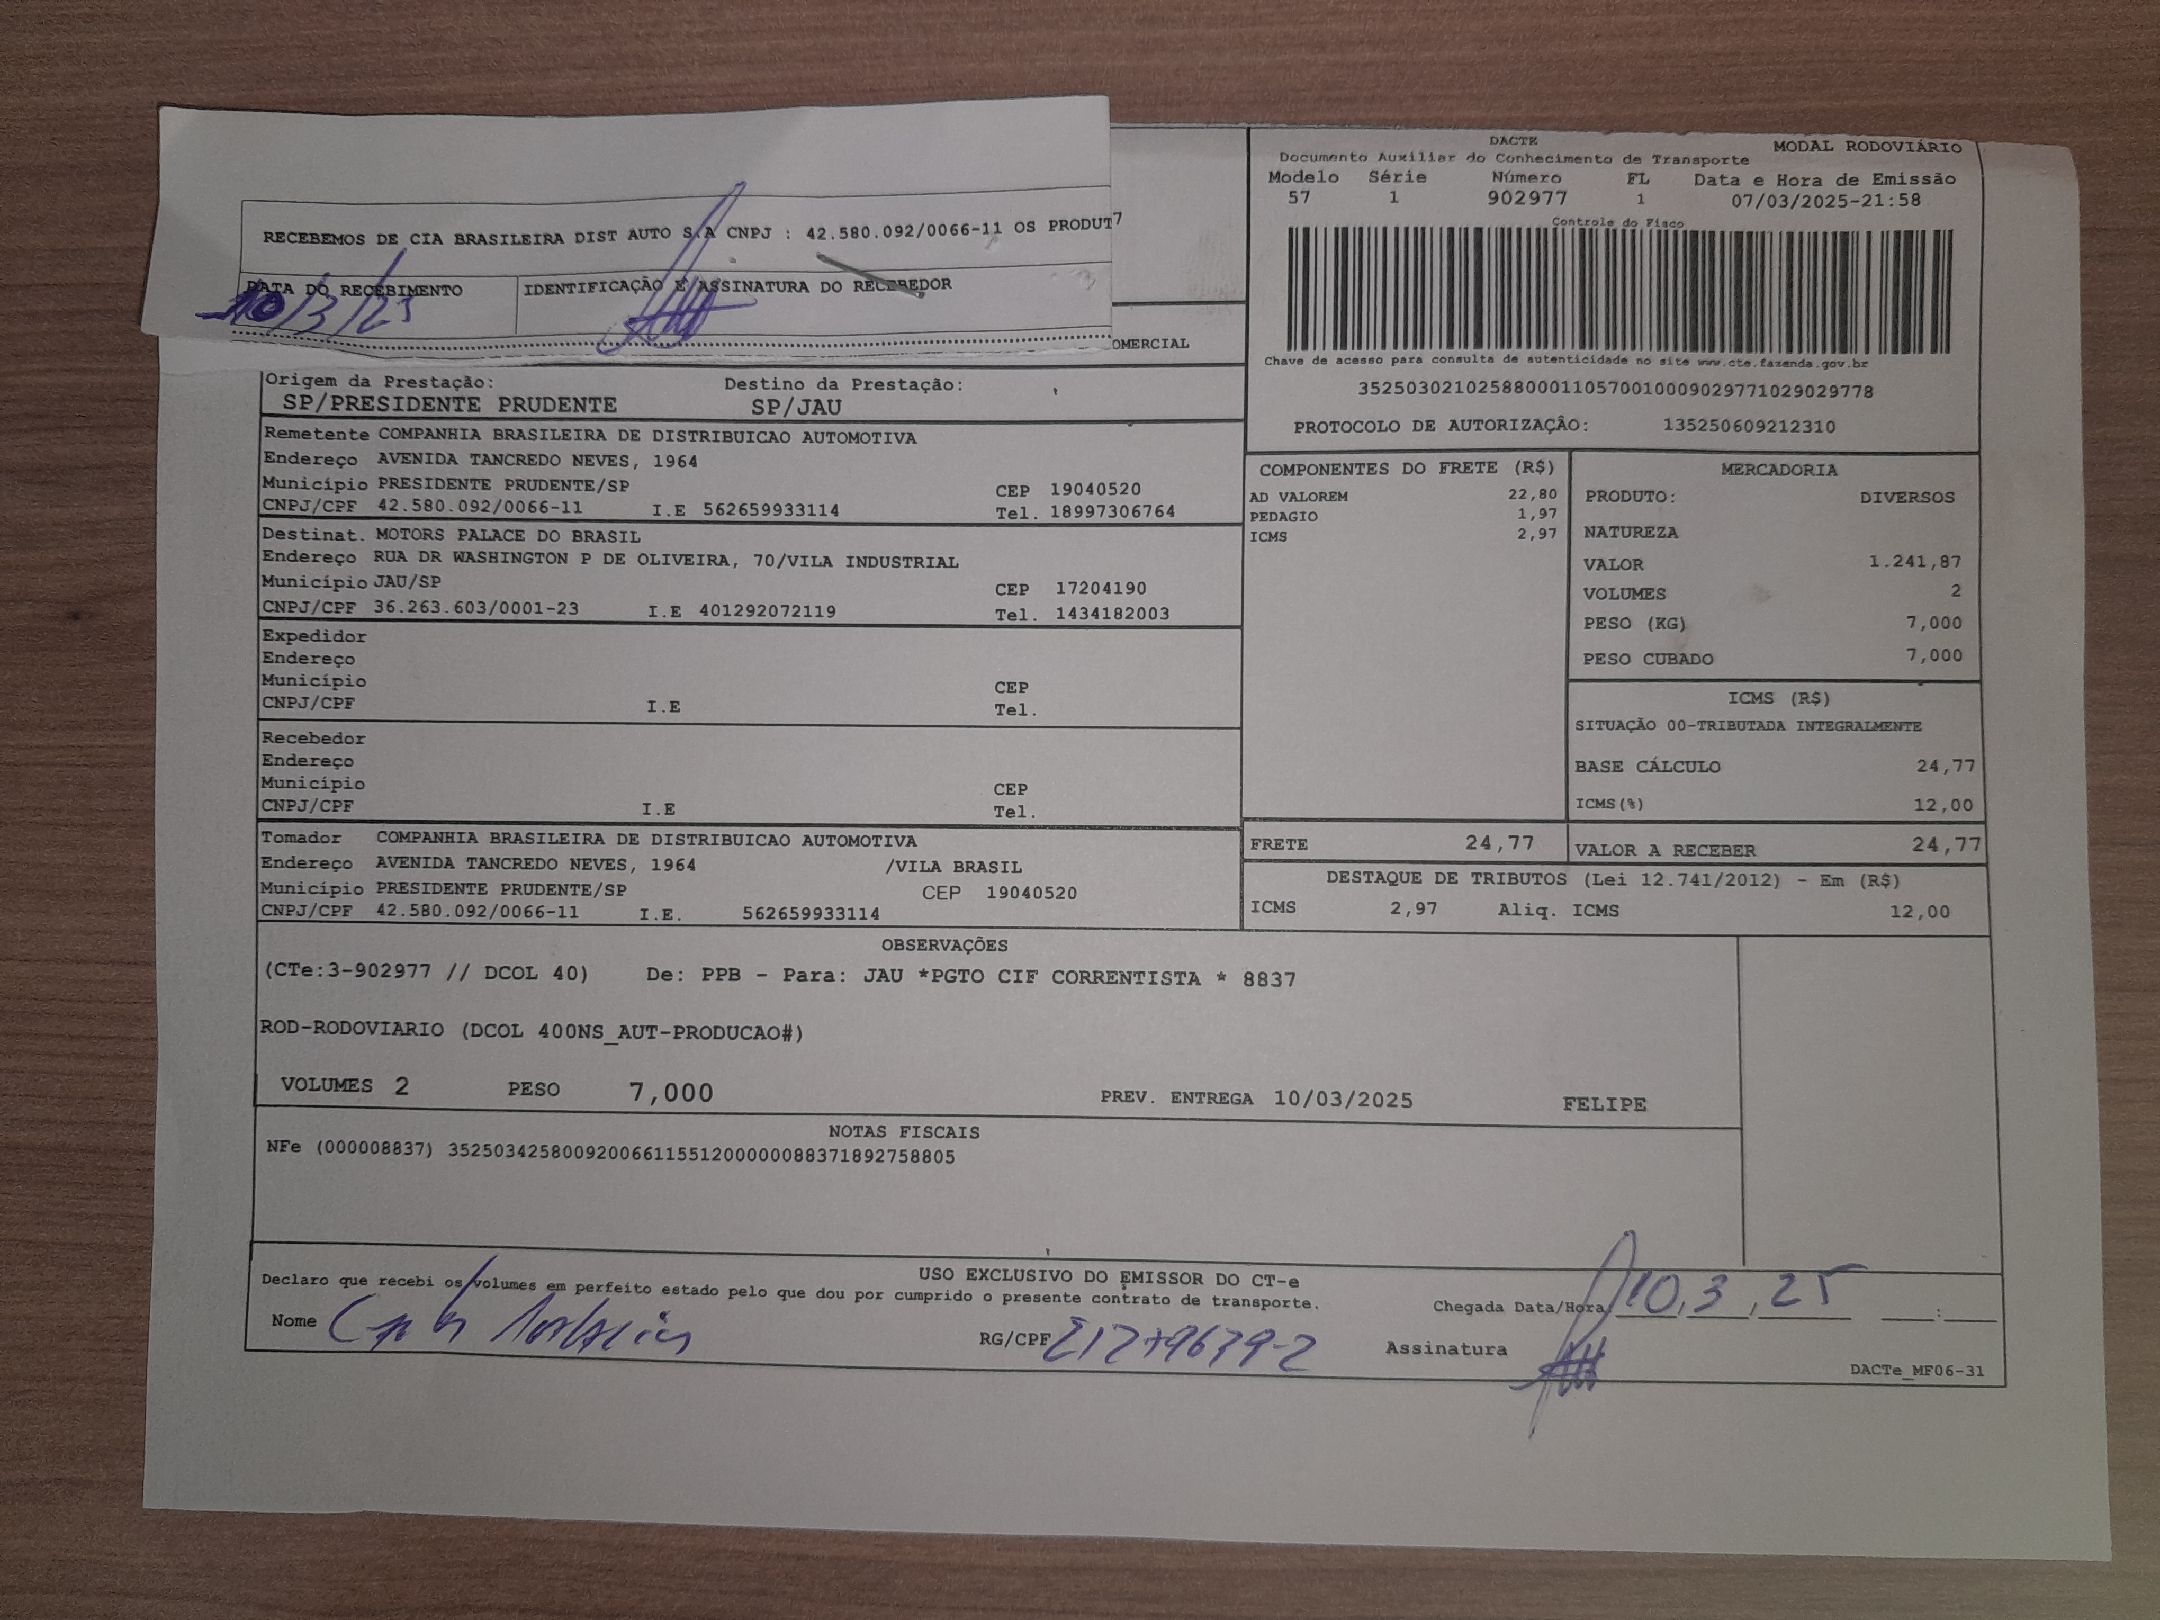 RECEBEMOS DE CIA BRASILEIRA DIST AUTO S/A CNPJ : 42.580.092/0066-11 OS PRODUT
DATA DO RECEBIMENTO IDENTIFICAÇÃO E ASSINATURA DO RECEBEDOR
10/3/25
OMERCIAL
DACTE
MODAL RODOVIÁRIO
Documento Auxiliar do Conhecimento de Transporte
Modelo Série Número FL Data e Hora de Emissão
57 1 902977 1 07/03/2025-21:58
Controle do Fisco
Chave de acesso para consulta de autenticidade no site www.cte.fazenda.gov.br
35250302102588000110570010009029771029029778
PROTOCOLO DE AUTORIZAÇÃO: 135250609212310
Origem da Prestação: Destino da Prestação:
SP/PRESIDENTE PRUDENTE SP/JAU
Remetente COMPANHIA BRASILEIRA DE DISTRIBUICAO AUTOMOTIVA
Endereço AVENIDA TANCREDO NEVES, 1964
Município PRESIDENTE PRUDENTE/SP CEP 19040520
CNPJ/CPF 42.580.092/0066-11 I.E 562659933114 Tel. 18997306764
Destinat. MOTORS PALACE DO BRASIL
Endereço RUA DR WASHINGTON P DE OLIVEIRA, 70/VILA INDUSTRIAL
Município JAU/SP CEP 17204190
CNPJ/CPF 36.263.603/0001-23 I.E 401292072119 Tel. 1434182003
Expedidor
Endereço
Município CEP
CNPJ/CPF I.E Tel.
Recebedor
Endereço
Município CEP
CNPJ/CPF I.E Tel.
Tomador COMPANHIA BRASILEIRA DE DISTRIBUICAO AUTOMOTIVA
Endereço AVENIDA TANCREDO NEVES, 1964 /VILA BRASIL
Município PRESIDENTE PRUDENTE/SP CEP 19040520
CNPJ/CPF 42.580.092/0066-11 I.E. 562659933114
COMPONENTES DO FRETE (R$)
AD VALOREM 22,80
PEDAGIO 1,97
ICMS 2,97
FRETE 24,77
MERCADORIA
PRODUTO: DIVERSOS
NATUREZA
VALOR 1.241,87
VOLUMES 2
PESO (KG) 7,000
PESO CUBADO 7,000
ICMS (R$)
SITUAÇÃO 00-TRIBUTADA INTEGRALMENTE
BASE CÁLCULO 24,77
ICMS(%) 12,00
VALOR A RECEBER 24,77
DESTAQUE DE TRIBUTOS (Lei 12.741/2012) - Em (R$)
ICMS 2,97 Aliq. ICMS 12,00
OBSERVAÇÕES
(CTe:3-902977 // DCOL 40) De: PPB - Para: JAU *PGTO CIF CORRENTISTA * 8837
ROD-RODOVIARIO (DCOL 400NS_AUT-PRODUCAO#)
VOLUMES 2 PESO 7,000 PREV. ENTREGA 10/03/2025 FELIPE
NOTAS FISCAIS
NFe (000008837) 35250342580092006611551200000088371892758805
USO EXCLUSIVO DO EMISSOR DO CT-e
Declaro que recebi os volumes em perfeito estado pelo que dou por cumprido o presente contrato de transporte.
Chegada Data/Hora 10, 3, 25 :
Nome RG/CPF Assinatura
DACTe_MF06-31